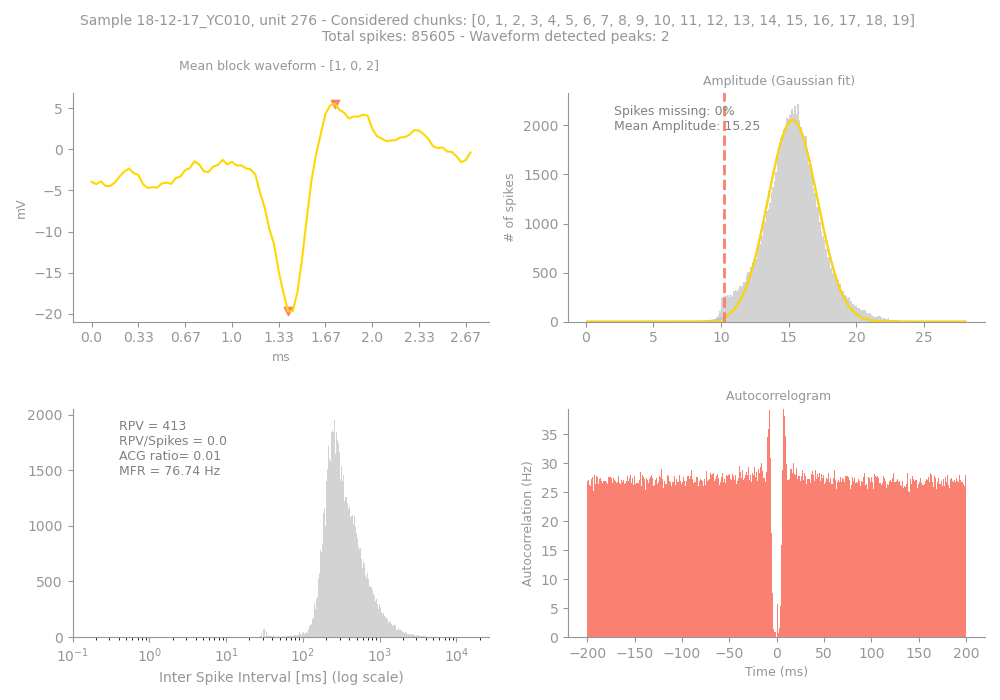 Sample 18-12-17_YC010, unit 276 - Considered chunks: [0, 1, 2, 3, 4, 5, 6, 7, 8, 9, 10, 11, 12, 13, 14, 15, 16, 17, 18, 19]
Total spikes: 85605 - Waveform detected peaks: 2
Mean block waveform - [1, 0, 2]
5
0
−5
−10
−15
−20
mV
0.0 0.33 0.67 1.0 1.33 1.67 2.0 2.33 2.67
ms
Amplitude (Gaussian fit)
Spikes missing: 0%
Mean Amplitude: 15.25
2000
1500
1000
500
0
# of spikes
0 5 10 15 20 25
2000
1500
1000
500
0
RPV = 413
RPV/Spikes = 0.0
ACG ratio= 0.01
MFR = 76.74 Hz
10⁻¹ 10⁰ 10¹ 10² 10³ 10⁴
Inter Spike Interval [ms] (log scale)
Autocorrelogram
35
30
25
20
15
10
5
0
Autocorrelation (Hz)
−200 −150 −100 −50 0 50 100 150 200
Time (ms)